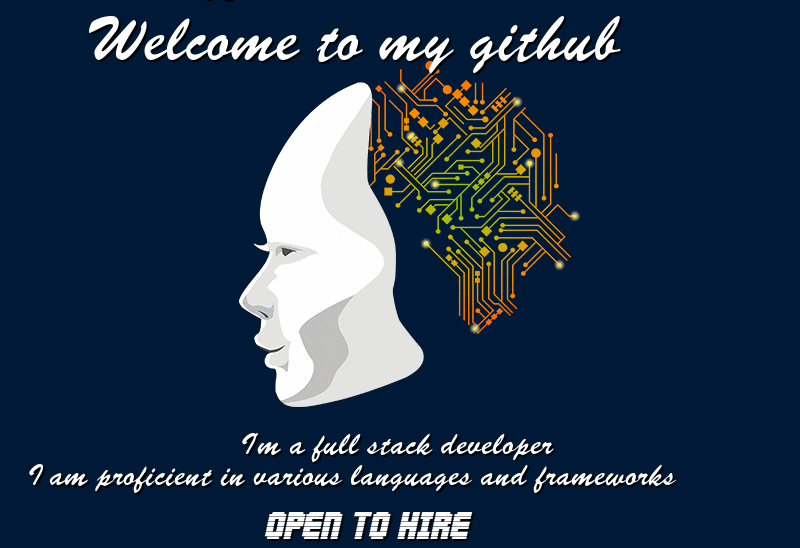 Welcome to my github
Im a full stack developer
I am proficient in various languages and frameworks
OPEN TO HIRE